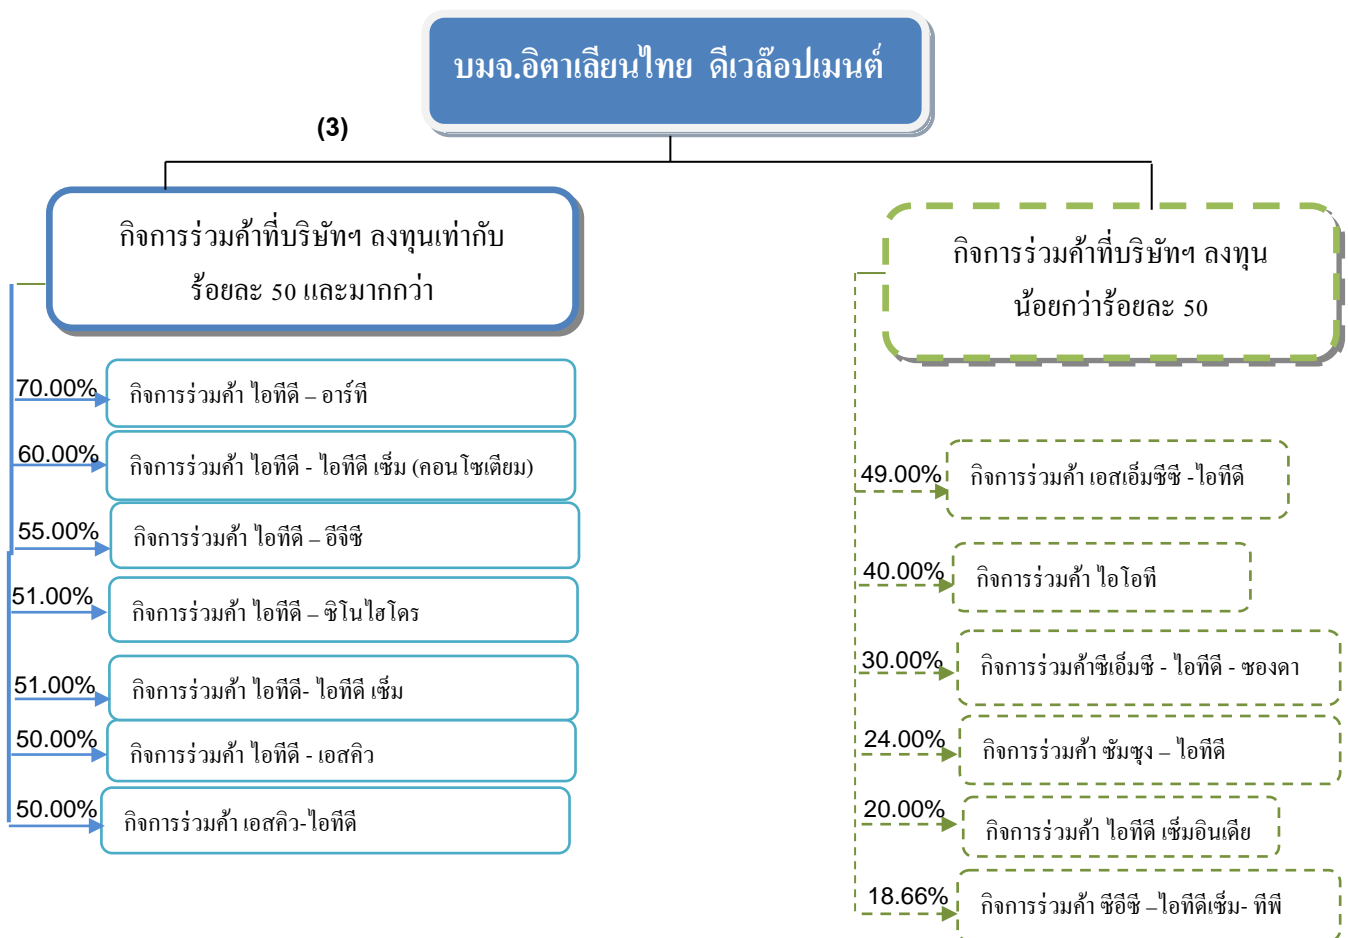 บมจ.อิตาเลียนไทย ดีเวล๊อปเมนต์
(3)
กิจการร่วมค้าที่บริษัทฯ ลงทุนเท่ากับ
ร้อยละ 50 และมากกว่า
70.00%
กิจการร่วมค้า ไอทีดี – อาร์ที
60.00%
กิจการร่วมค้า ไอทีดี - ไอทีดี เซ็ม (คอนโซเตียม)
55.00%
กิจการร่วมค้า ไอทีดี – อีจีซี
51.00%
กิจการร่วมค้า ไอทีดี – ซิโนไฮโดร
51.00%
กิจการร่วมค้า ไอทีดี- ไอทีดี เซ็ม
50.00%
กิจการร่วมค้า ไอทีดี - เอสคิว
50.00%
กิจการร่วมค้า เอสคิว-ไอทีดี
กิจการร่วมค้าที่บริษัทฯ ลงทุน
น้อยกว่าร้อยละ 50
49.00%
กิจการร่วมค้า เอสเอ็มซีซี -ไอทีดี
40.00%
กิจการร่วมค้า ไอโอที
30.00%
กิจการร่วมค้าซีเอ็มซี - ไอทีดี - ซองดา
24.00%
กิจการร่วมค้า ซัมซุง – ไอทีดี
20.00%
กิจการร่วมค้า ไอทีดี เซ็มอินเดีย
18.66%
กิจการร่วมค้า ซีอีซี –ไอทีดีเซ็ม- ทีพี